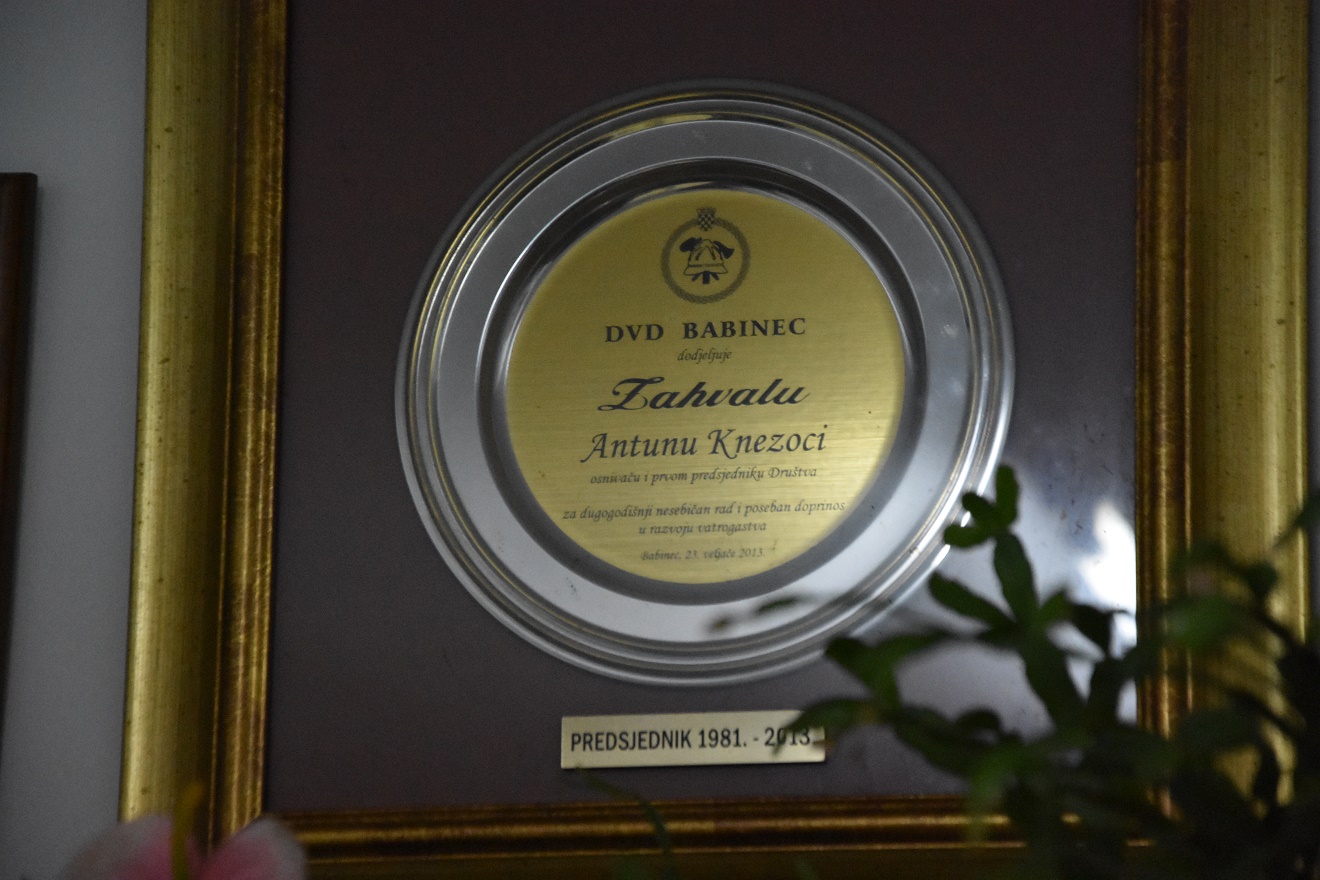 DVD BABINEC
dodjeljuje
Zahvalu
Antunu Knezoci
osnivaču i prvom predsjedniku Društva
za dugogodišnji nesebičan rad i poseban doprinos
u razvoju vatrogastva
Babinec, 23. veljače 2013.
PREDSJEDNIK 1981. - 2013.